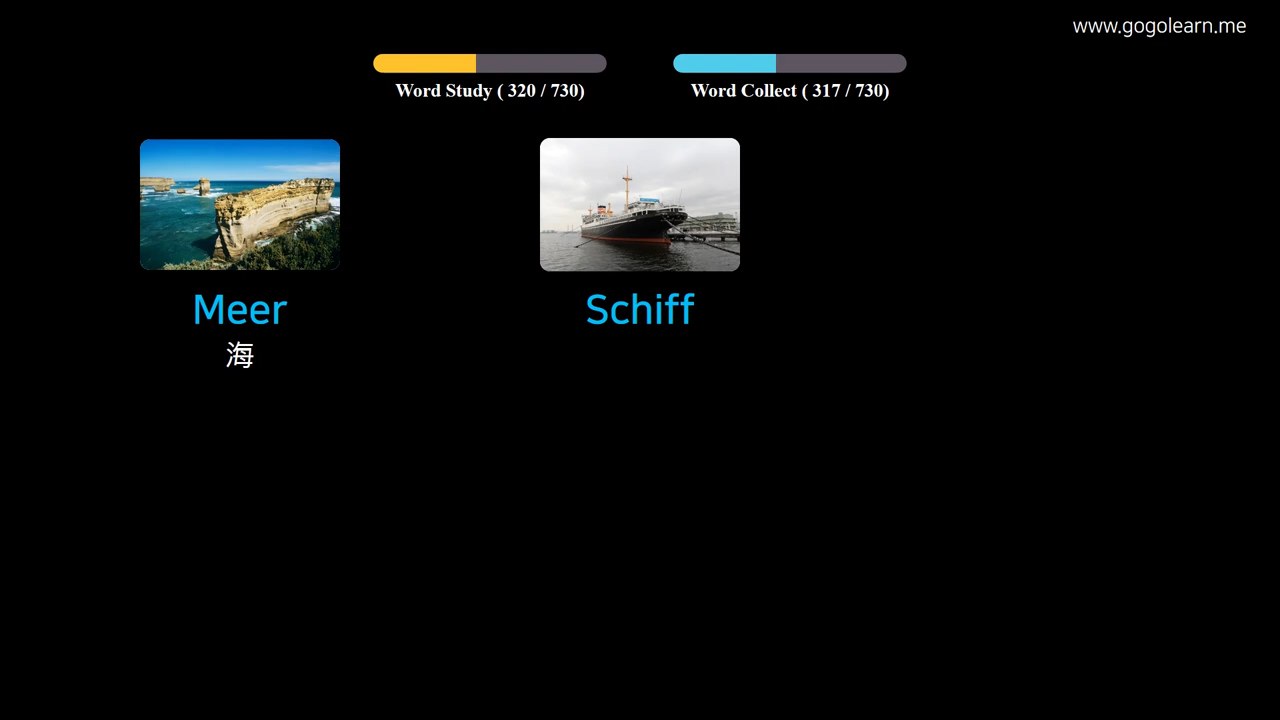 www.gogolearn.me
Word Study ( 320 / 730)
Word Collect ( 317 / 730)
Meer
Schiff
海